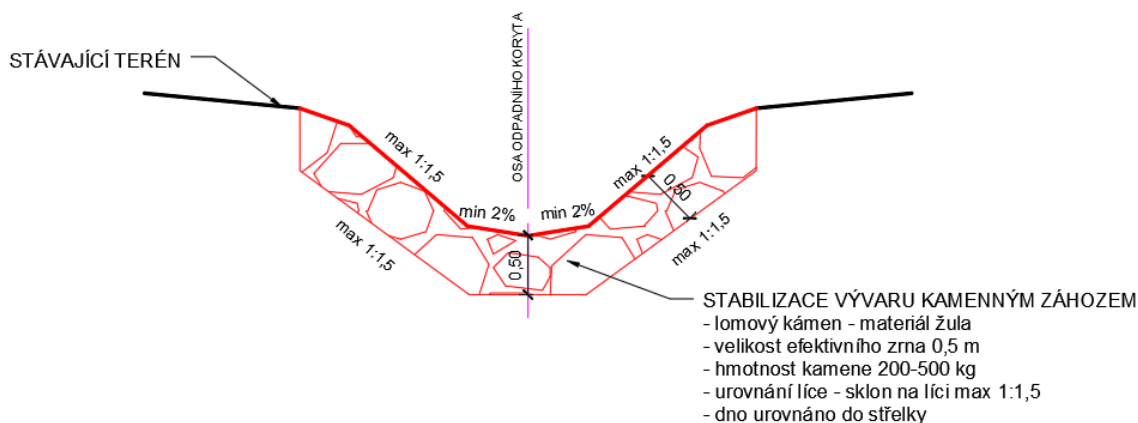 STÁVAJÍCÍ TERÉN
OSA ODPADNÍHO KORYTA
max 1:1,5
max 1:1,5
0,50
min 2%
min 2%
max 1:1,5
max 1:1,5
0,50
STABILIZACE VÝVARU KAMENNÝM ZÁHOZEM
- lomový kámen - materiál žula
- velikost efektivního zrna 0,5 m
- hmotnost kamene 200-500 kg
- urovnání líce - sklon na líci max 1:1,5
- dno urovnáno do střelky